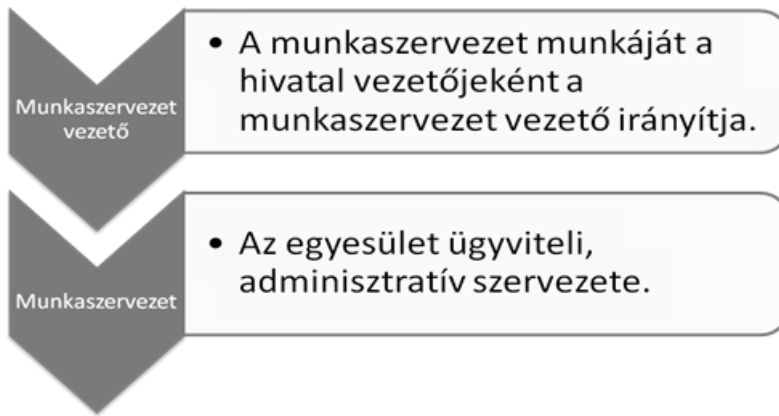 Munkaszervezet
vezető
• A munkaszervezet munkáját a
hivatal vezetőjeként a
munkaszervezet vezető irányítja.
Munkaszervezet
• Az egyesület ügyviteli,
adminisztratív szervezete.